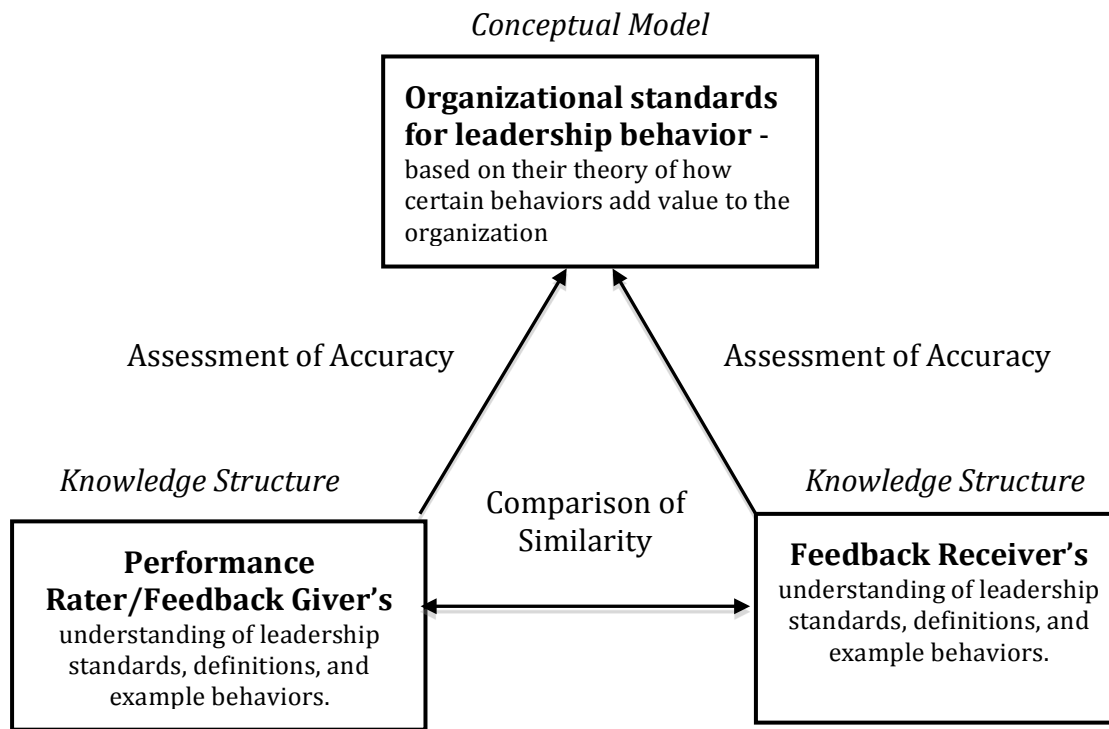 Conceptual Model
Organizational standards
for leadership behavior -
based on their theory of how
certain behaviors add value to the
organization
Assessment of Accuracy
Assessment of Accuracy
Knowledge Structure
Knowledge Structure
Comparison of
Similarity
Performance
Rater/Feedback Giver’s
understanding of leadership
standards, definitions, and
example behaviors.
Feedback Receiver’s
understanding of leadership
standards, definitions, and
example behaviors.